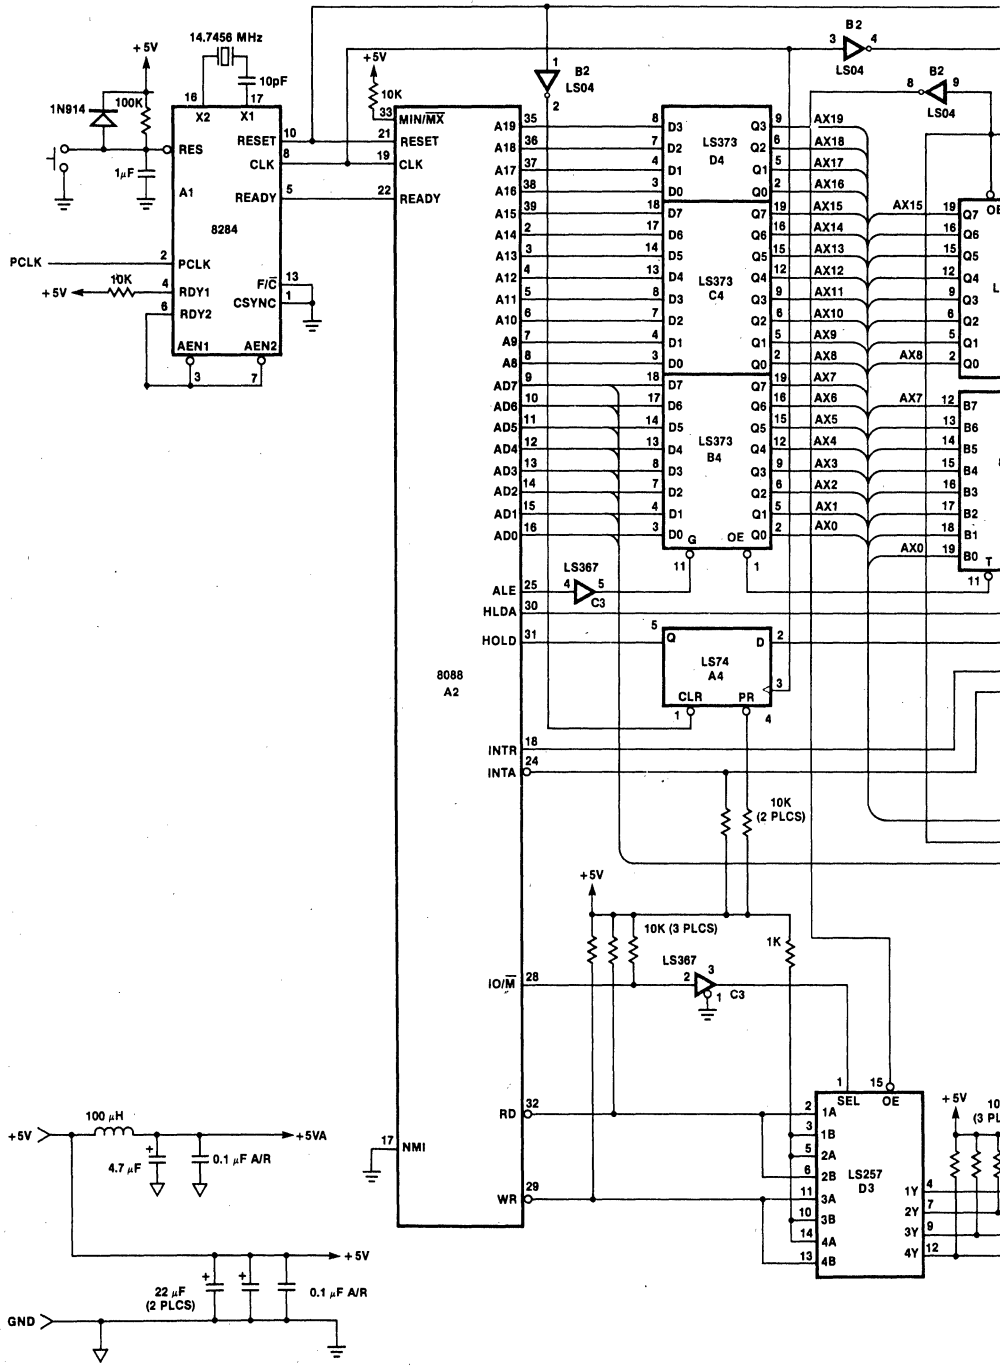 14.7456 MHz
+5V
10pF
1N914
100K
16
17
X2
X1
RES
1µF
A1
8284
RESET
10
CLK
8
READY
5
PCLK
2
PCLK
10K
+5V
4
RDY1
6
RDY2
F/C
13
CSYNC
1
AEN1
AEN2
3
7
+5V
10K
33
MIN/MX
21
RESET
19
CLK
22
READY
8088
A2
17
NMI
A19
35
A18
36
A17
37
A16
38
A15
39
A14
2
A13
3
A12
4
A11
5
A10
6
A9
7
A8
8
AD7
9
AD6
10
AD5
11
AD4
12
AD3
13
AD2
14
AD1
15
AD0
16
ALE
25
HLDA
30
HOLD
31
INTR
18
INTA
24
IO/M
28
RD
32
WR
29
1
B2
LS04
2
B2
3
4
LS04
B2
8
9
LS04
8
D3
Q3
9
AX19
7
D2
Q2
6
AX18
4
D1
Q1
5
AX17
3
D0
Q0
2
AX16
LS373
D4
18
D7
Q7
19
AX15
17
D6
Q6
16
AX14
14
D5
Q5
15
AX13
13
D4
Q4
12
AX12
8
D3
Q3
9
AX11
7
D2
Q2
6
AX10
4
D1
Q1
5
AX9
3
D0
Q0
2
AX8
LS373
C4
18
D7
Q7
19
AX7
17
D6
Q6
16
AX6
14
D5
Q5
15
AX5
13
D4
Q4
12
AX4
8
D3
Q3
9
AX3
7
D2
Q2
6
AX2
4
D1
Q1
5
AX1
3
D0
Q0
2
AX0
LS373
B4
G
OE
11
1
AX15
19
Q7
OE
16
Q6
15
Q5
12
Q4
L
9
Q3
6
Q2
5
Q1
AX8
2
Q0
AX7
12
B7
13
B6
14
B5
15
B4
16
B3
17
B2
18
B1
AX0
19
B0
T
11
LS367
4
5
C3
5
Q
D
2
LS74
A4
3
CLR
PR
1
4
10K
(2 PLCS)
+5V
10K (3 PLCS)
1K
LS367
2
3
1
C3
1
15
SEL
OE
2
1A
3
1B
5
2A
6
2B
11
3A
10
3B
14
4A
13
4B
LS257
D3
1Y
4
2Y
7
3Y
9
4Y
12
+5V
10
(3 PL
100 µH
+5V
+5VA
4.7 µF
+
0.1 µF A/R
+5V
+
+
22 µF
(2 PLCS)
0.1 µF A/R
GND